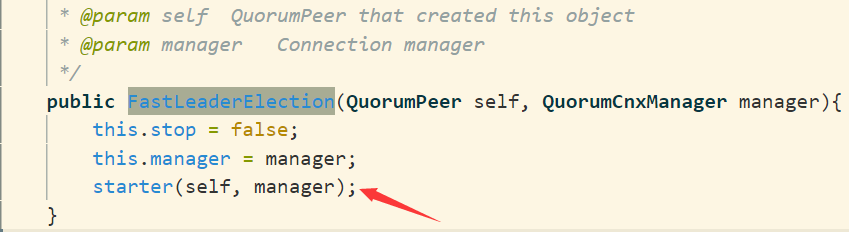 * @param self  QuorumPeer that created this object
* @param manager   Connection manager
*/
public FastLeaderElection(QuorumPeer self, QuorumCnxManager manager){
this.stop = false;
this.manager = manager;
starter(self, manager);
}